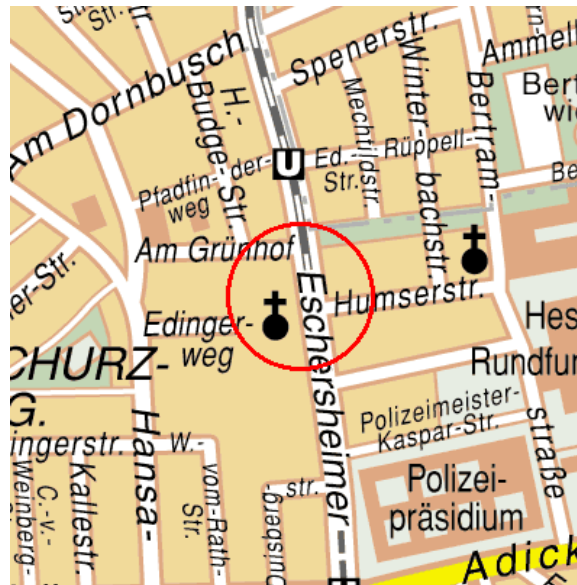 Am Dornbusch
Spenerstr.
Ammel
H.-
Budge-Str.
Winter-
bachstr.
Bertram-
straße
Bert
wie
Mechtildstr.
U
Ed.
Rüppell-
Str.
Be
Pfadfin-
der-
weg
Am Grünhof
Eschersheimer
Humserstr.
er-Str.
Edinger-
weg
Hes
Rundfun
CHURZ-
G.
Hansa-
Polizeimeister-
Kaspar-Str.
ingerstr.
W.-
vom-Rath-
Str.
C.-v.-
Weinberg-
Kallestr.
Duisberg-
str.
Polizei-
präsidium
Adick